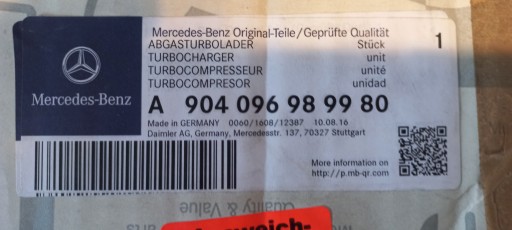 Mercedes-Benz Original-Teile/Geprüfte Qualität
ABGASTURBOLADER Stück 1
TURBOCHARGER unit
TURBOCOMPRESSEUR unité
TURBOCOMPRESOR unidad
Mercedes-Benz
A 904 096 98 99 80
Made in GERMANY 0060/1608/12387 10.08.16
Daimler AG, Germany, Mercedesstr. 137, 70327 Stuttgart
More information on
http://p.mb-qr.com
Quality & Value